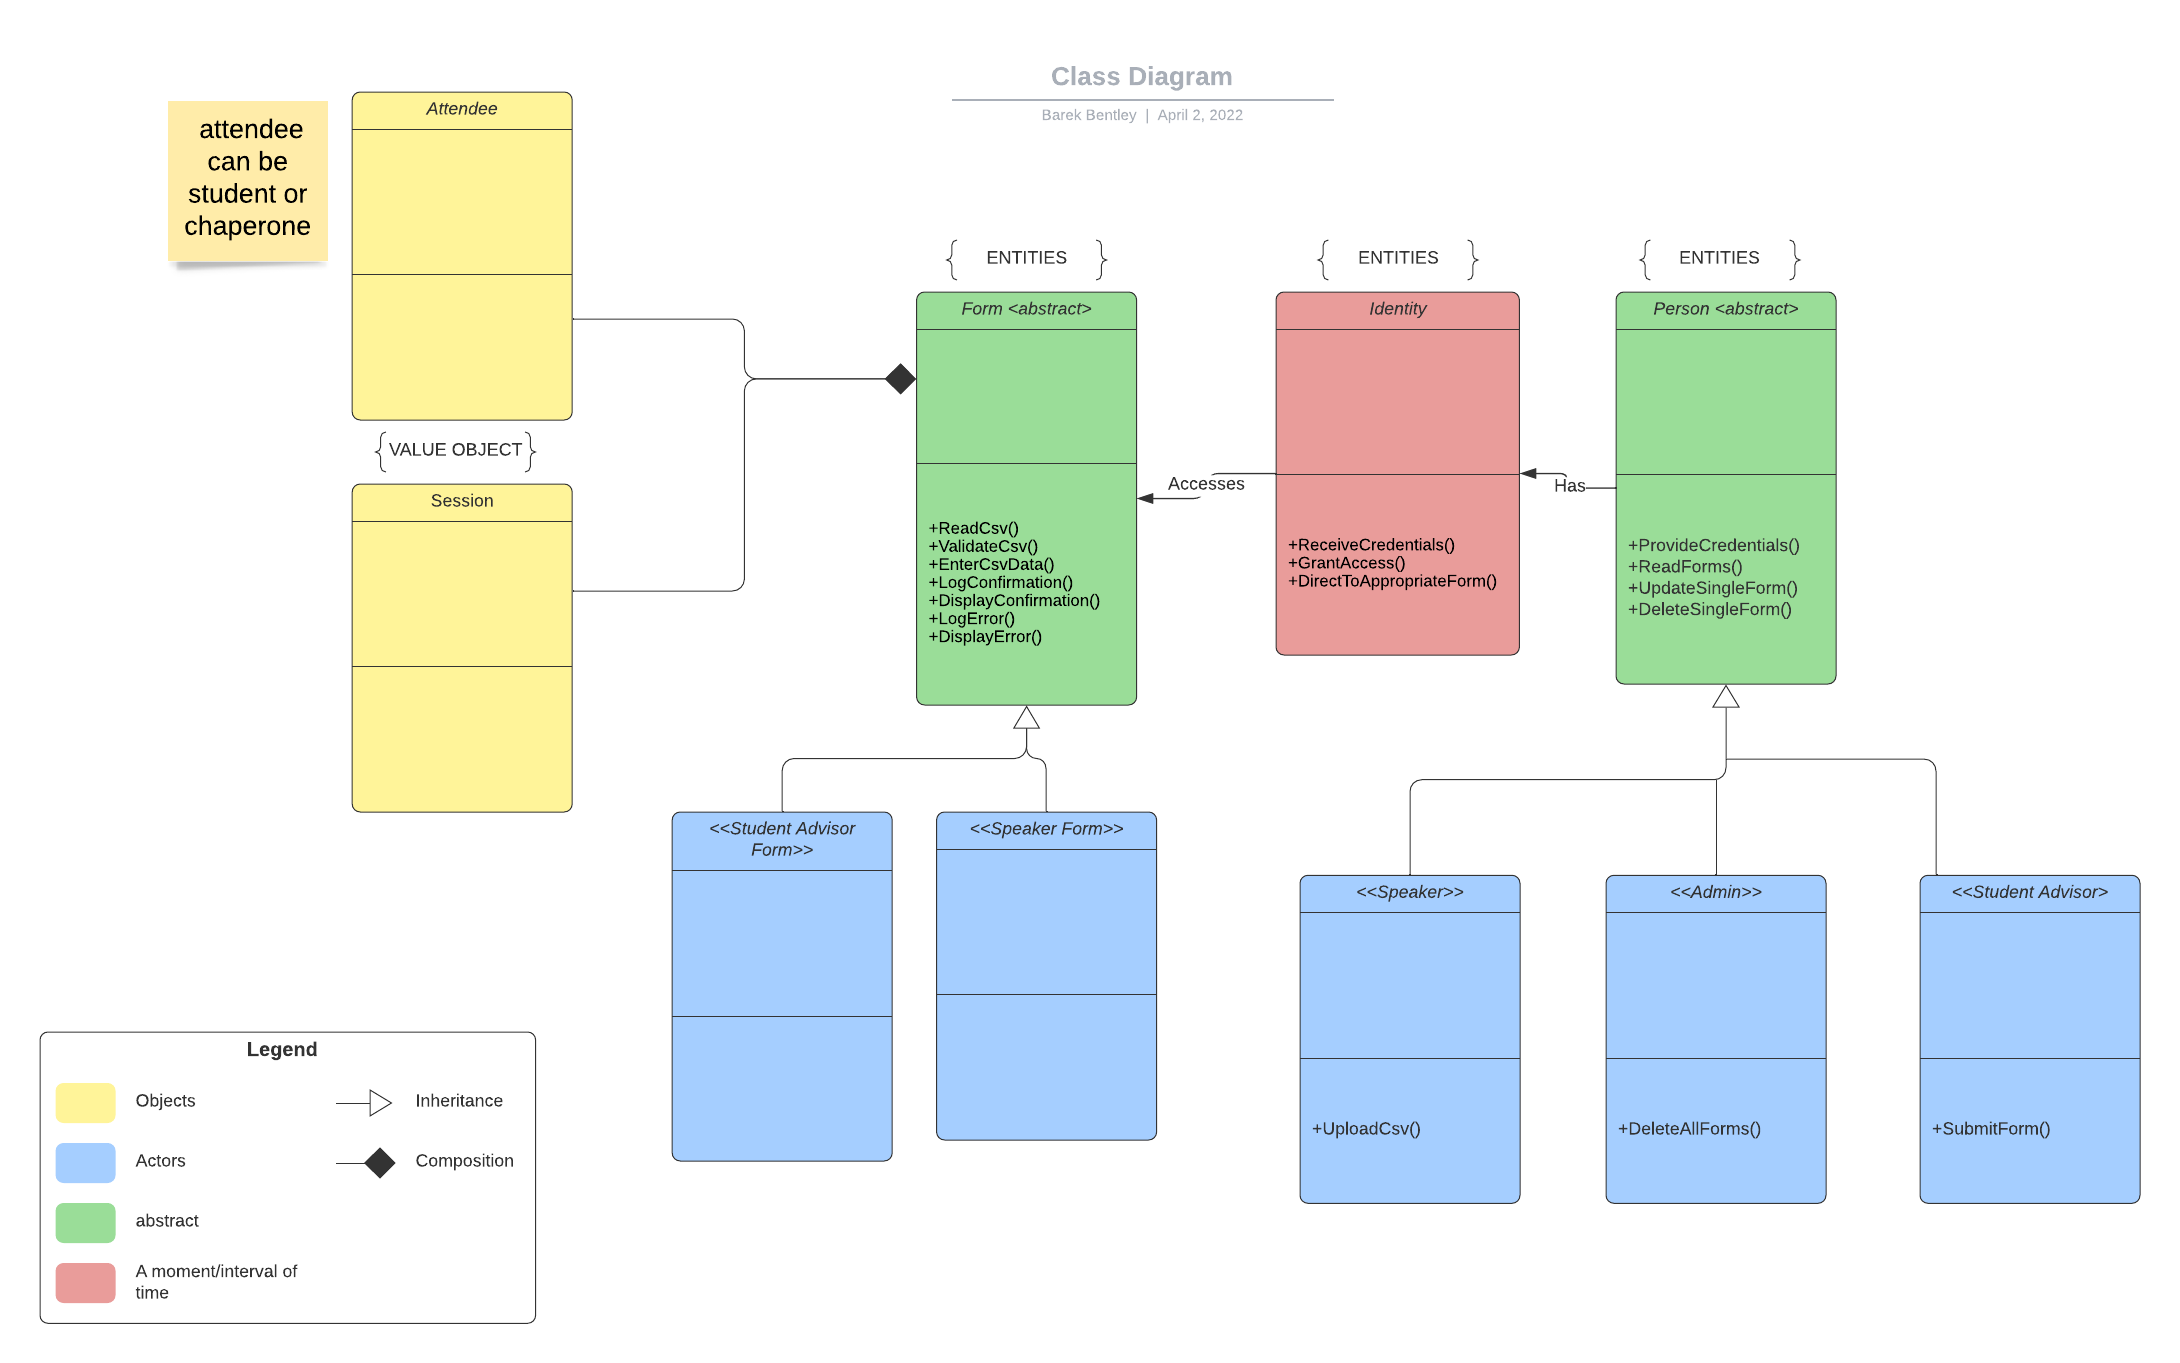 Class Diagram
Barek Bentley | April 2, 2022
attendee
can be
student or
chaperone
Attendee
{ VALUE OBJECT }
Session
{ ENTITIES }
Form <abstract>
+ReadCsv()
+ValidateCsv()
+EnterCsvData()
+LogConfirmation()
+DisplayConfirmation()
+LogError()
+DisplayError()
Accesses
{ ENTITIES }
Identity
+ReceiveCredentials()
+GrantAccess()
+DirectToAppropriateForm()
Has
{ ENTITIES }
Person <abstract>
+ProvideCredentials()
+ReadForms()
+UpdateSingleForm()
+DeleteSingleForm()
<<Student Advisor
Form>>
<<Speaker Form>>
<<Speaker>>
+UploadCsv()
<<Admin>>
+DeleteAllForms()
<<Student Advisor>
+SubmitForm()
Legend
Objects
Inheritance
Actors
Composition
abstract
A moment/interval of
time